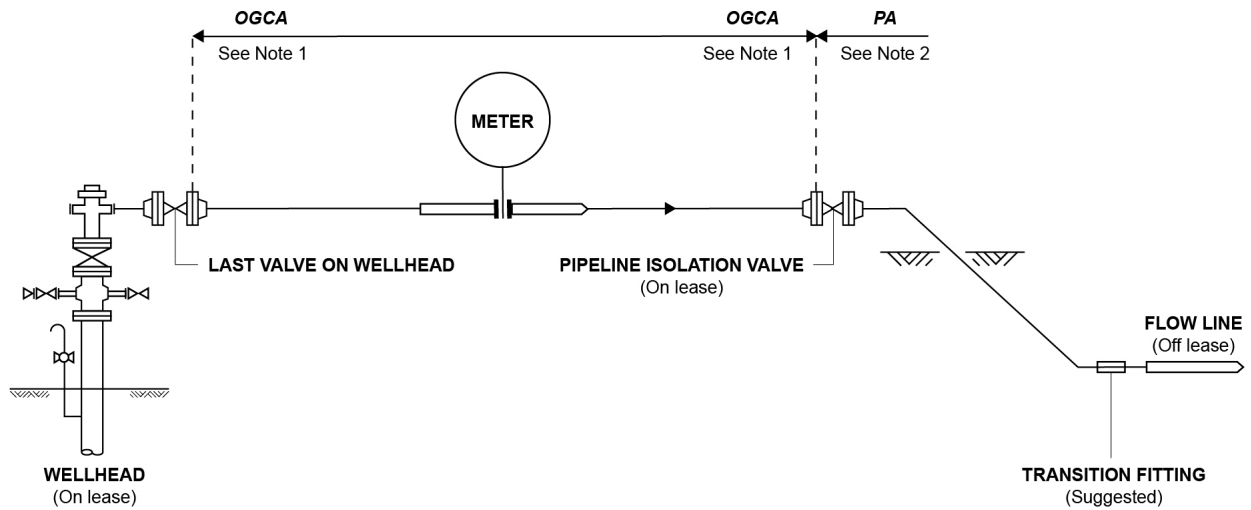 OGCA
OGCA
PA
See Note 1
See Note 1
See Note 2
METER
LAST VALVE ON WELLHEAD
PIPELINE ISOLATION VALVE
(On lease)
FLOW LINE
(Off lease)
WELLHEAD
(On lease)
TRANSITION FITTING
(Suggested)